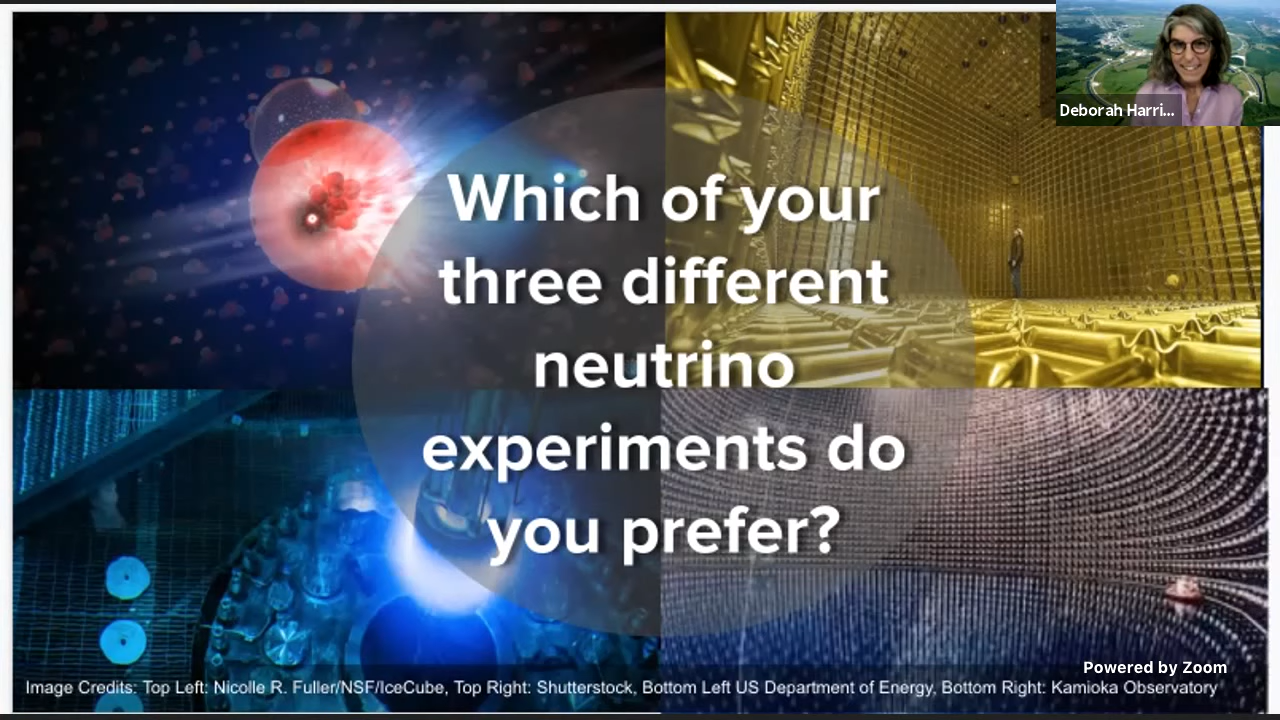 Deborah Harri...
Which of your
three different
neutrino
experiments do
you prefer?
Powered by Zoom
Image Credits: Top Left: Nicolle R. Fuller/NSF/IceCube, Top Right: Shutterstock, Bottom Left US Department of Energy, Bottom Right: Kamioka Observatory